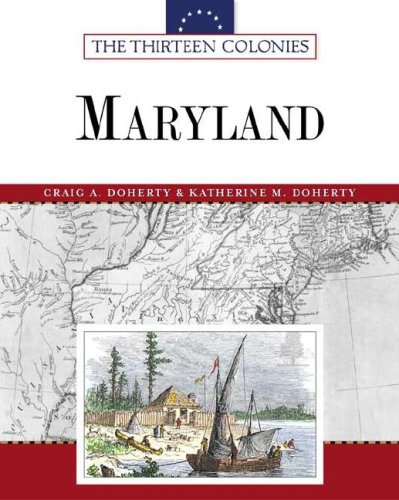 THE THIRTEEN COLONIES
MARYLAND
CRAIG A. DOHERTY & KATHERINE M. DOHERTY